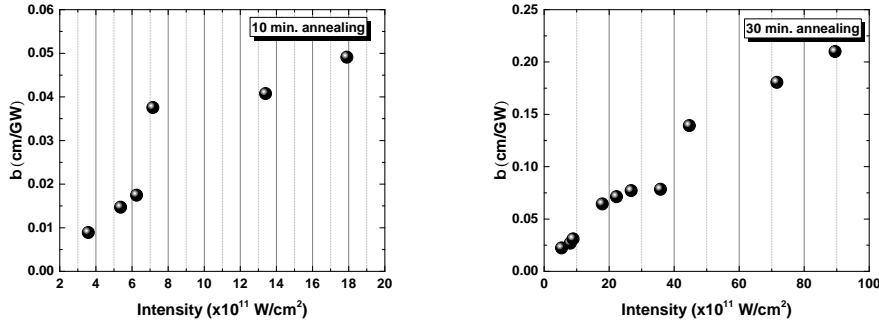 10 min. annealing
0.06
0.05
0.04
0.03
0.02
0.01
0.00
b (cm/GW)
2 4 6 8 10 12 14 16 18 20
Intensity (x10¹¹ W/cm²)
30 min. annealing
0.25
0.20
0.15
0.10
0.05
0.00
b (cm/GW)
0 20 40 60 80 100
Intensity (x10¹¹ W/cm²)